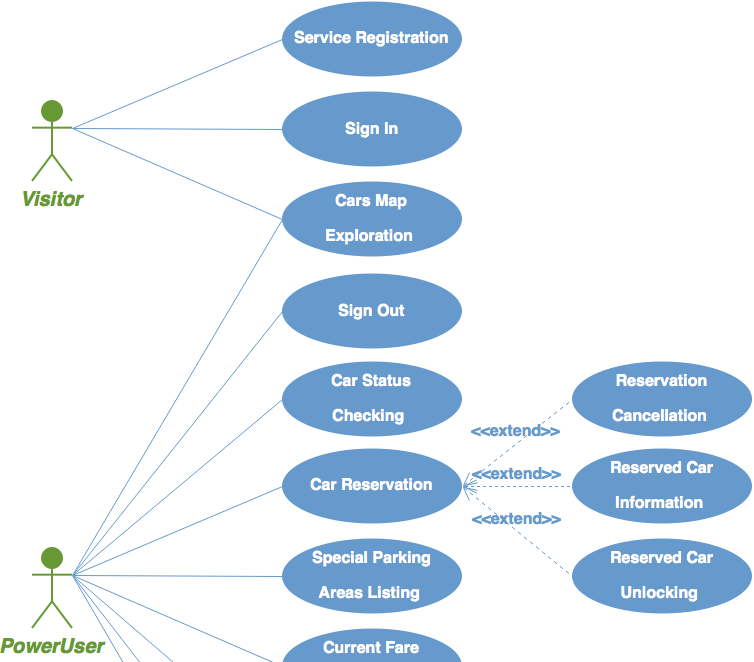 Service Registration
Sign In
Visitor
Cars Map
Exploration
Sign Out
Car Status
Checking
Reservation
Cancellation
<<extend>>
Car Reservation
<<extend>>
Reserved Car
Information
<<extend>>
Special Parking
Areas Listing
Reserved Car
Unlocking
PowerUser
Current Fare